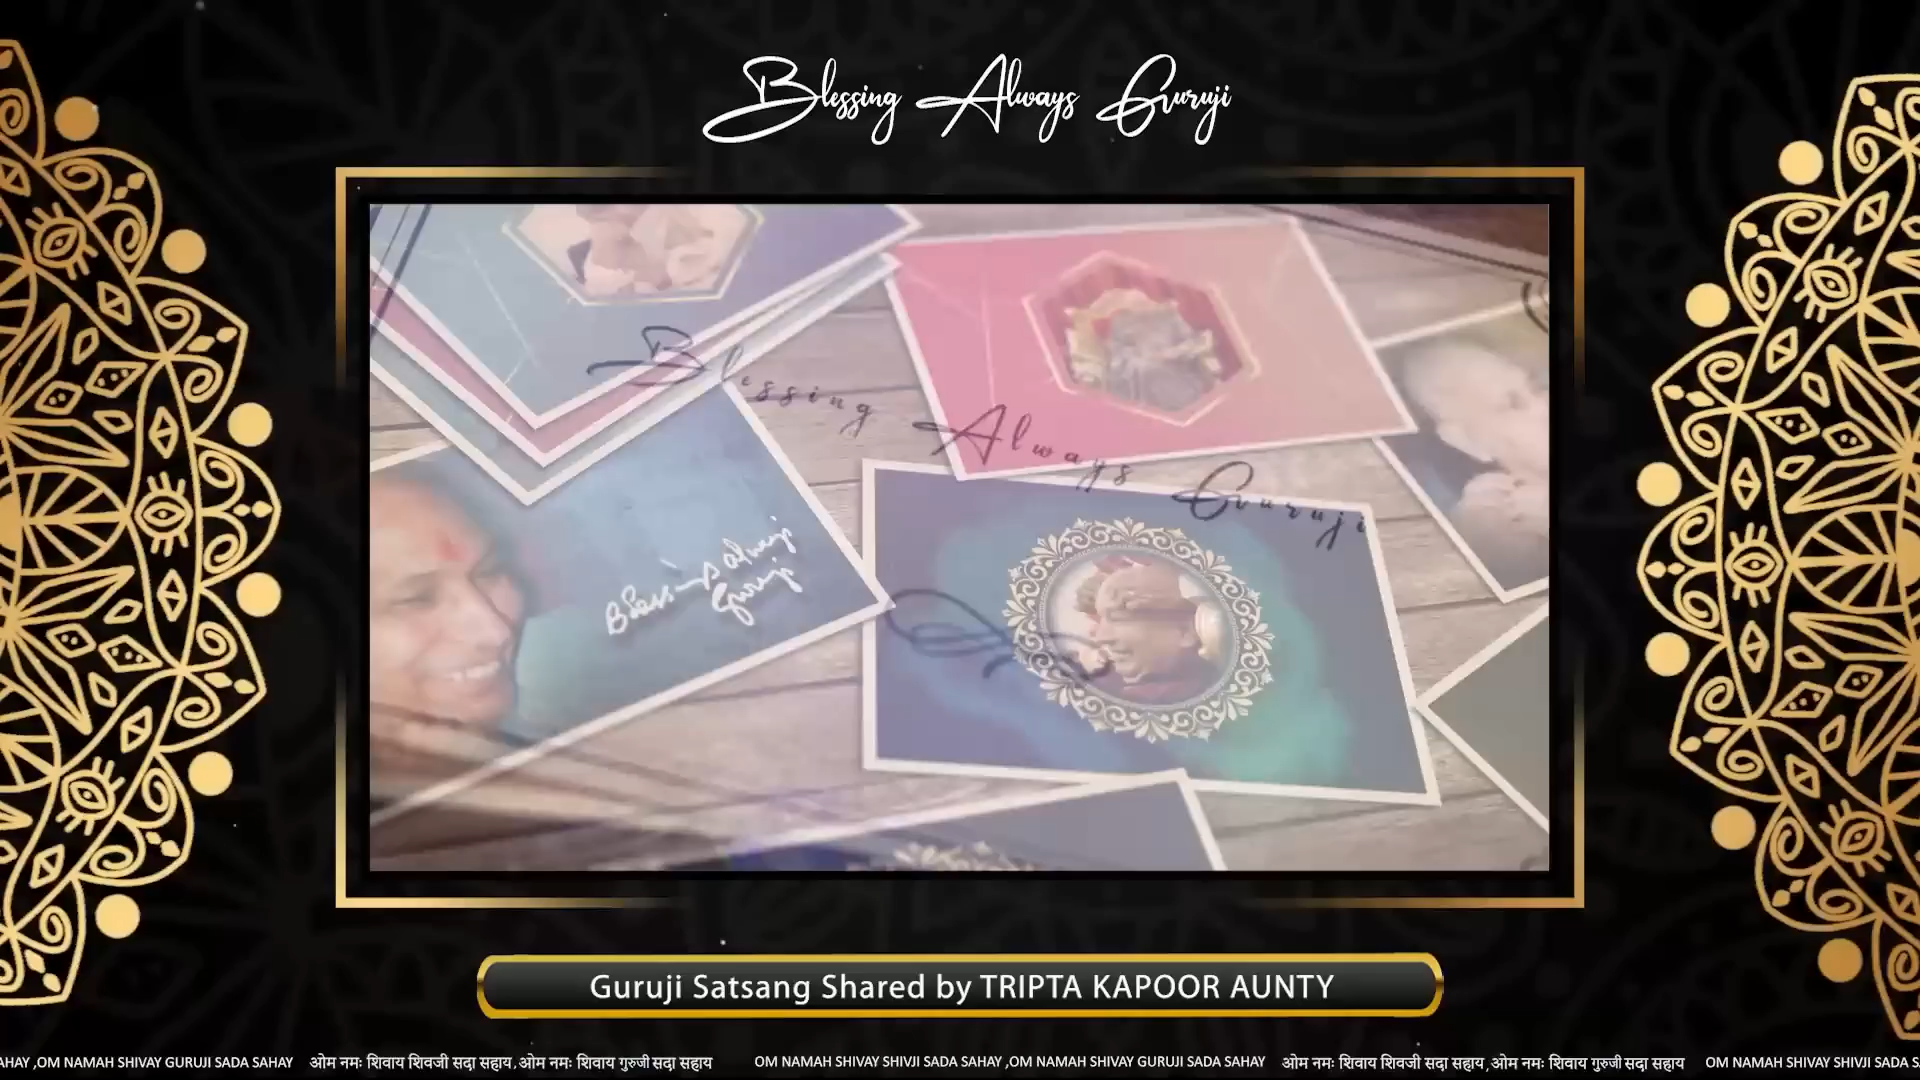 Blessing Always Guruji
Blessing Always Guruji
Blessings always
Guruji
Guruji Satsang Shared by TRIPTA KAPOOR AUNTY
AHAY ,OM NAMAH SHIVAY GURUJI SADA SAHAY ओम नमः शिवाय शिवजी सदा सहाय,ओम नमः शिवाय गुरुजी सदा सहाय OM NAMAH SHIVAY SHIVJI SADA SAHAY ,OM NAMAH SHIVAY GURUJI SADA SAHAY ओम नमः शिवाय शिवजी सदा सहाय,ओम नमः शिवाय गुरुजी सदा सहाय OM NAMAH SHIVAY SHIVJI SADA S